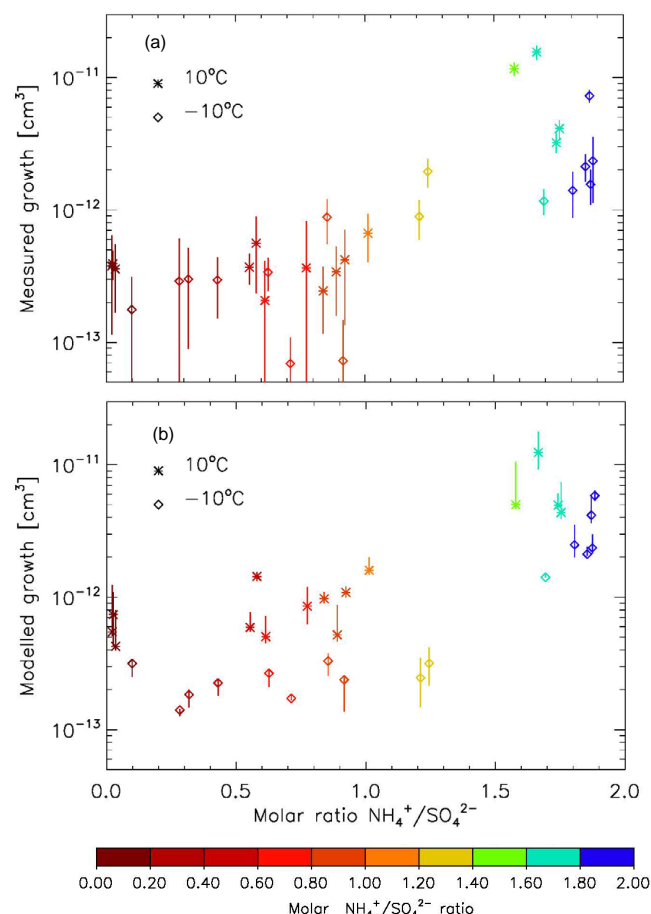 (a)
10°C
−10°C
10⁻¹¹
10⁻¹²
10⁻¹³
Measured growth [cm³]
(b)
10°C
−10°C
10⁻¹¹
10⁻¹²
10⁻¹³
Modelled growth [cm³]
0.0 0.5 1.0 1.5 2.0
Molar ratio NH₄⁺/SO₄²⁻
0.00 0.20 0.40 0.60 0.80 1.00 1.20 1.40 1.60 1.80 2.00
Molar NH₄⁺/SO₄²⁻ ratio